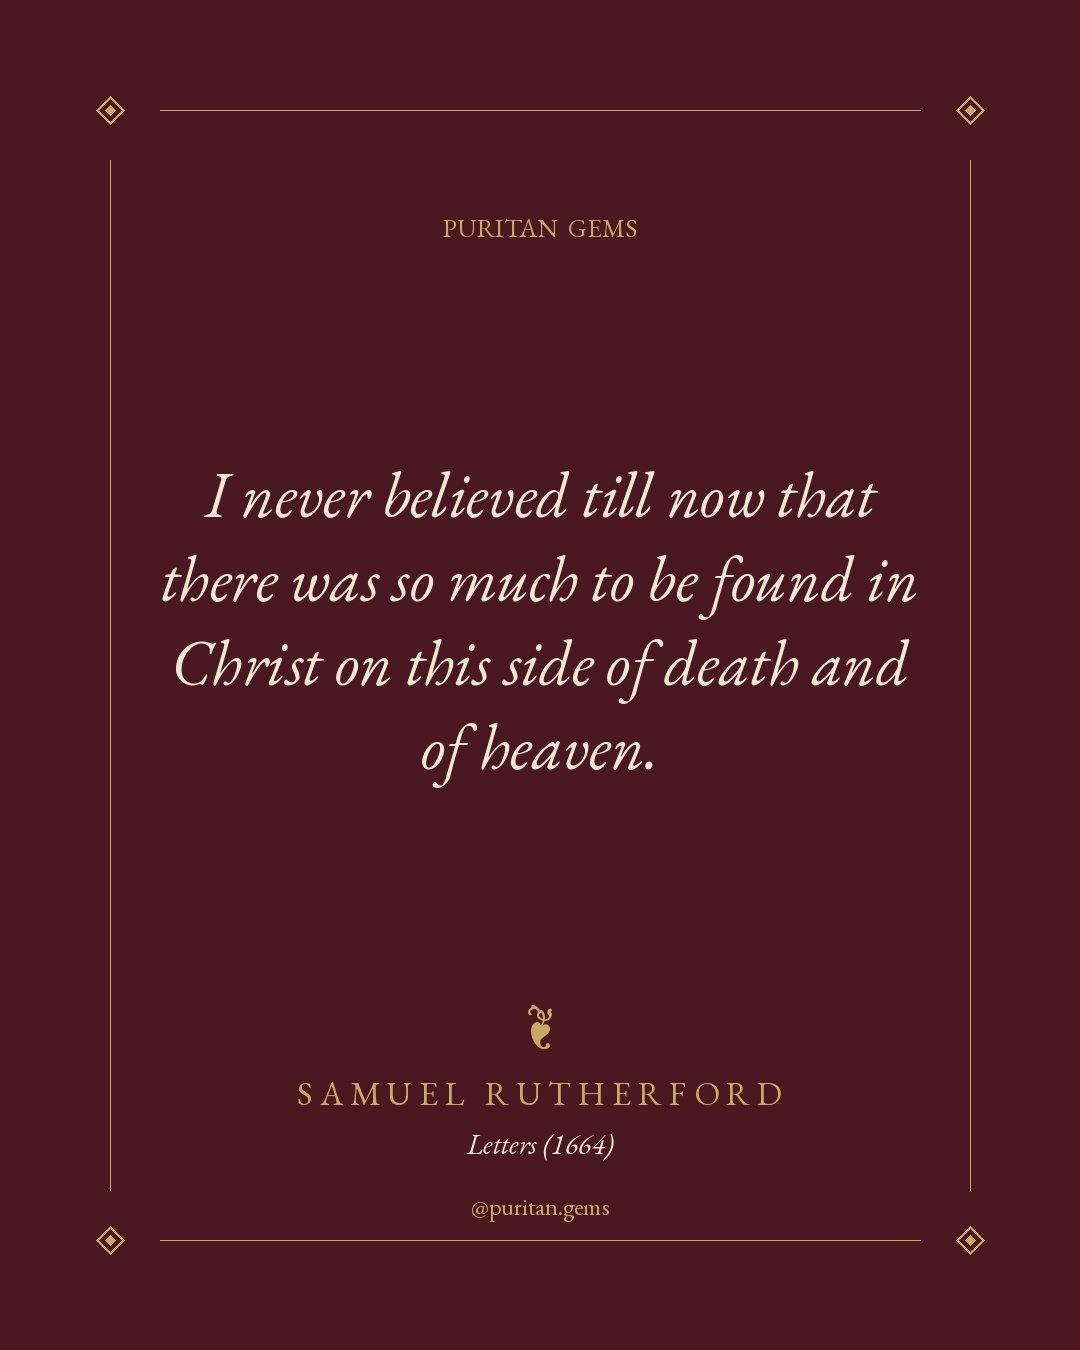 PURITAN GEMS
I never believed till now that
there was so much to be found in
Christ on this side of death and
of heaven.
SAMUEL RUTHERFORD
Letters (1664)
@puritan.gems